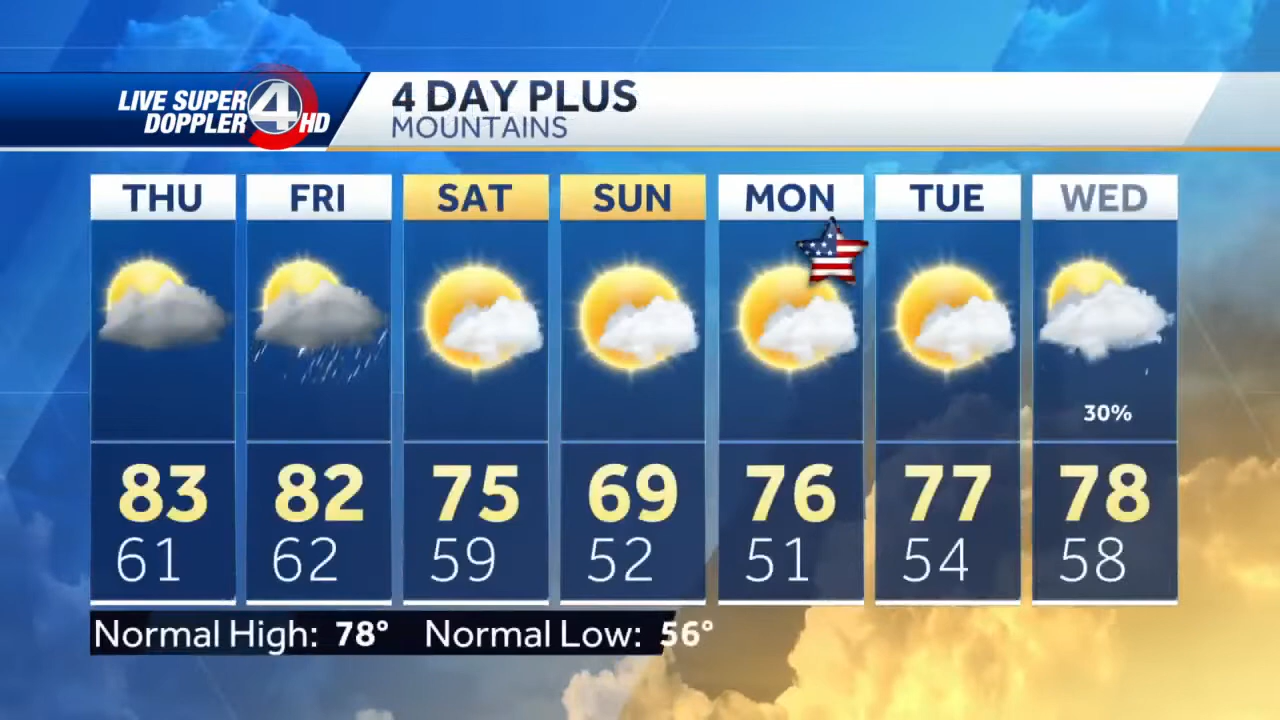 LIVE SUPER
DOPPLER 4 HD
4 DAY PLUS
MOUNTAINS
THU FRI SAT SUN MON TUE WED
30%
83 82 75 69 76 77 78
61 62 59 52 51 54 58
Normal High: 78° Normal Low: 56°